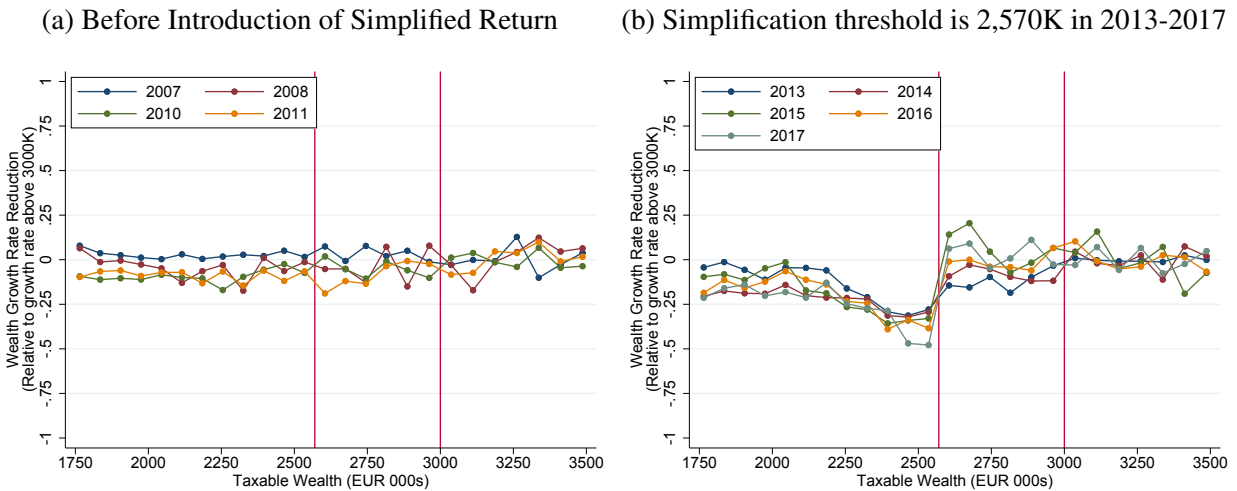 (a) Before Introduction of Simplified Return
Wealth Growth Rate Reduction
(Relative to growth rate above 3000K)
1
.75
.5
.25
0
-.25
-.5
-.75
-1
2007 2008
2010 2011
1750 2000 2250 2500 2750 3000 3250 3500
Taxable Wealth (EUR 000s)
(b) Simplification threshold is 2,570K in 2013-2017
Wealth Growth Rate Reduction
(Relative to growth rate above 3000K)
1
.75
.5
.25
0
-.25
-.5
-.75
-1
2013 2014
2015 2016
2017
1750 2000 2250 2500 2750 3000 3250 3500
Taxable Wealth (EUR 000s)